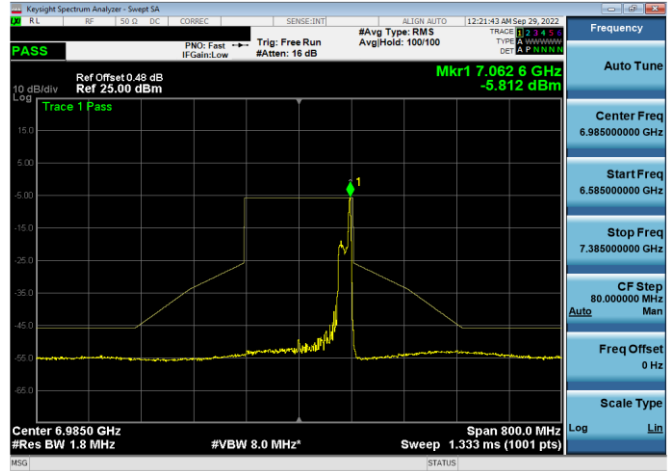 Keysight Spectrum Analyzer - Swept SA
RL RF 50 Ω DC CORREC SENSE:INT ALIGN AUTO 12:21:43 AM Sep 29, 2022
PASS
PNO: Fast
IFGain:Low
Trig: Free Run
#Atten: 16 dB
#Avg Type: RMS
Avg|Hold: 100/100
TRACE 1 2 3 4 5 6
TYPE A WWWWW
DET A P N N N N
Frequency
Ref Offset 0.48 dB
10 dB/div Ref 25.00 dBm
Log
Mkr1 7.062 6 GHz
-5.812 dBm
Trace 1 Pass
1
15.0
5.00
-5.00
-15.0
-25.0
-35.0
-45.0
-55.0
-65.0
Center 6.9850 GHz Span 800.0 MHz
#Res BW 1.8 MHz #VBW 8.0 MHz* Sweep 1.333 ms (1001 pts)
MSG STATUS
Auto Tune
Center Freq
6.985000000 GHz
Start Freq
6.585000000 GHz
Stop Freq
7.385000000 GHz
CF Step
80.000000 MHz
Auto Man
Freq Offset
0 Hz
Scale Type
Log Lin